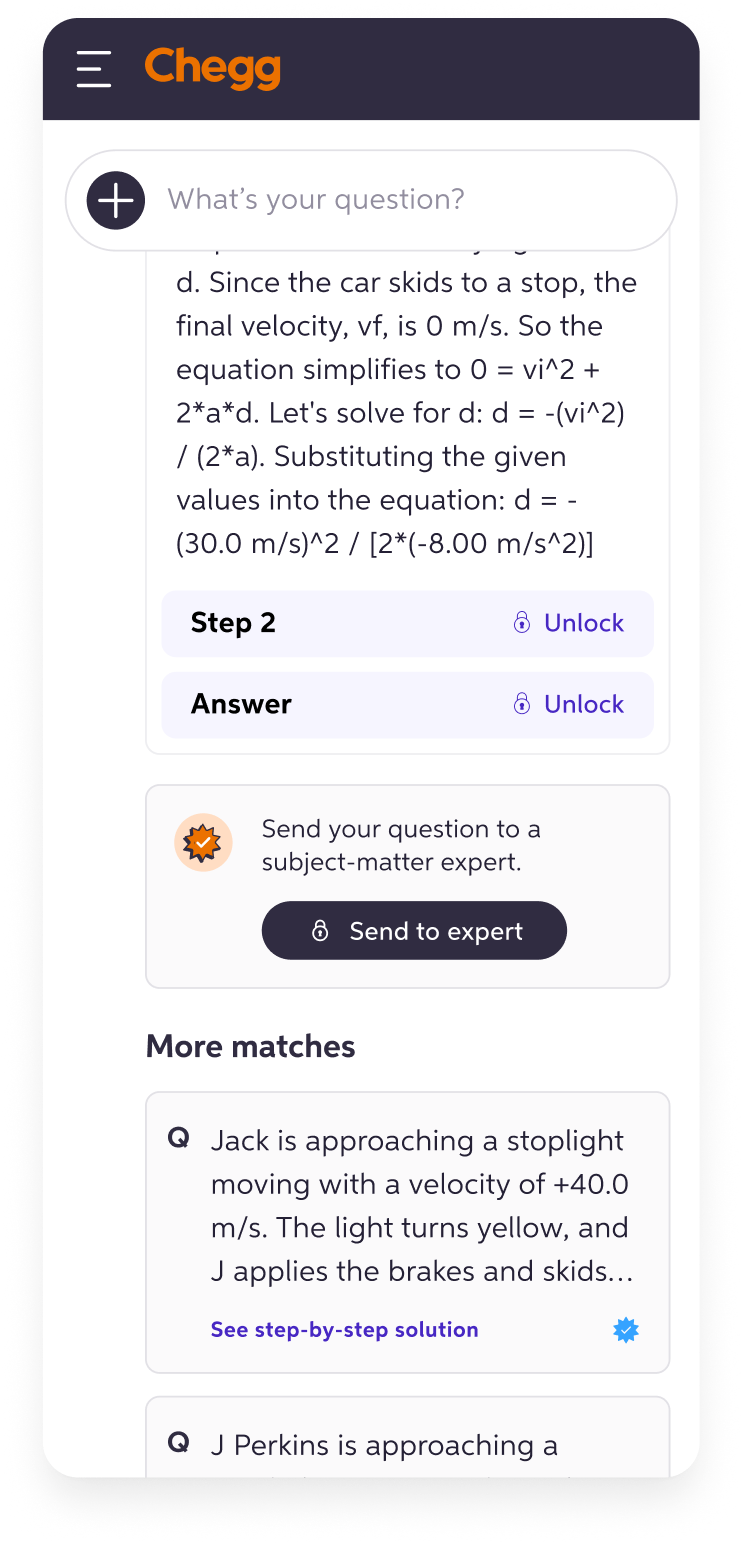 Chegg
What's your question?
d. Since the car skids to a stop, the
final velocity, vf, is 0 m/s. So the
equation simplifies to 0 = vi^2 +
2*a*d. Let's solve for d: d = -(vi^2)
/ (2*a). Substituting the given
values into the equation: d = -
(30.0 m/s)^2 / [2*(-8.00 m/s^2)]
Step 2
Unlock
Answer
Unlock
Send your question to a
subject-matter expert.
Send to expert
More matches
Q Jack is approaching a stoplight
moving with a velocity of +40.0
m/s. The light turns yellow, and
J applies the brakes and skids...
See step-by-step solution
Q J Perkins is approaching a